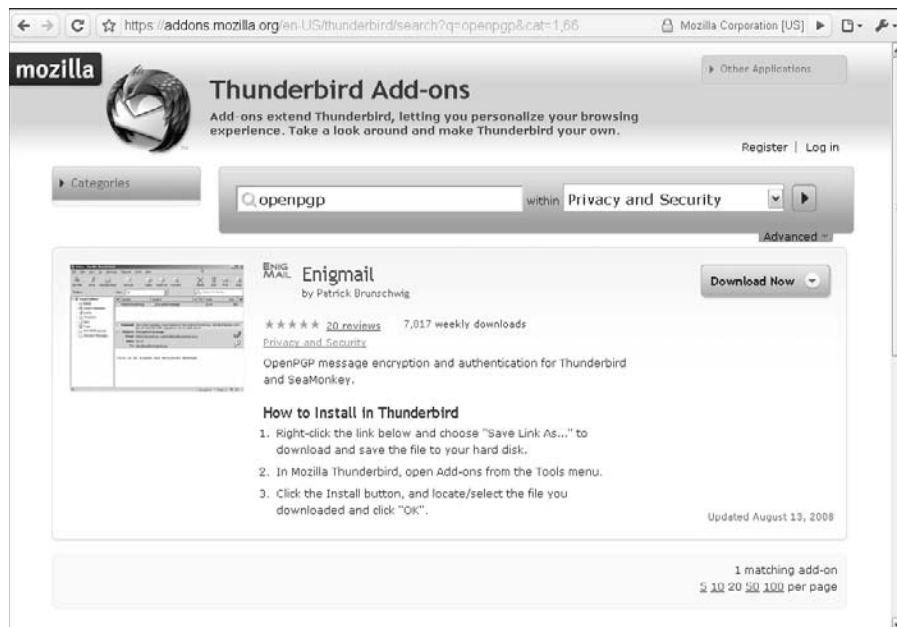 https://addons.mozilla.org/en-US/thunderbird/search?q=openpgp&cat=1,66
Mozilla Corporation [US]
mozilla
Other Applications
Thunderbird Add-ons
Add-ons extend Thunderbird, letting you personalize your browsing
experience. Take a look around and make Thunderbird your own.
TM
Register | Log in
Categories
openpgp
within
Privacy and Security
Advanced
ENIG
MAIL
Enigmail
by Patrick Brunschwig
Download Now
20 reviews
7,017 weekly downloads
Privacy and Security
OpenPGP message encryption and authentication for Thunderbird
and SeaMonkey.
How to Install in Thunderbird
1. Right-click the link below and choose "Save Link As..." to
download and save the file to your hard disk.
2. In Mozilla Thunderbird, open Add-ons from the Tools menu.
3. Click the Install button, and locate/select the file you
downloaded and click "OK".
Updated August 13, 2008
1 matching add-on
5 10 20 50 100 per page